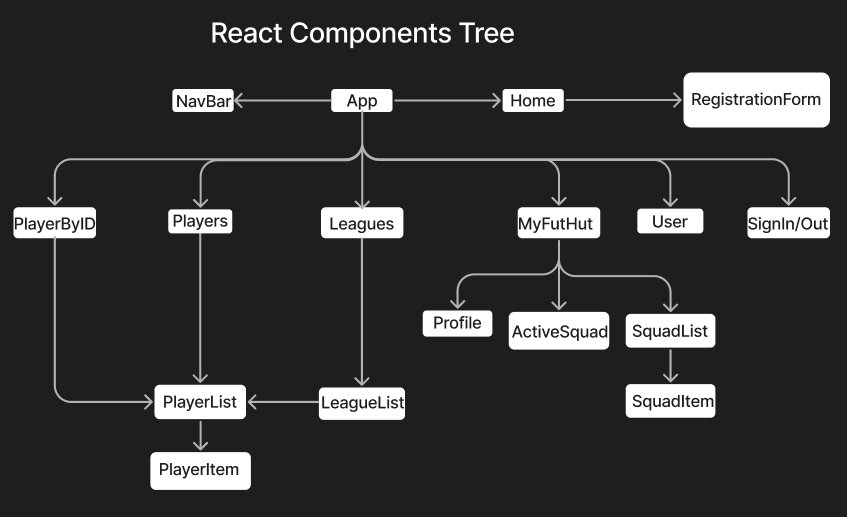 React Components Tree
NavBar
App
Home
RegistrationForm
PlayerByID
Players
Leagues
MyFutHut
User
SignIn/Out
Profile
ActiveSquad
SquadList
PlayerList
LeagueList
SquadItem
PlayerItem